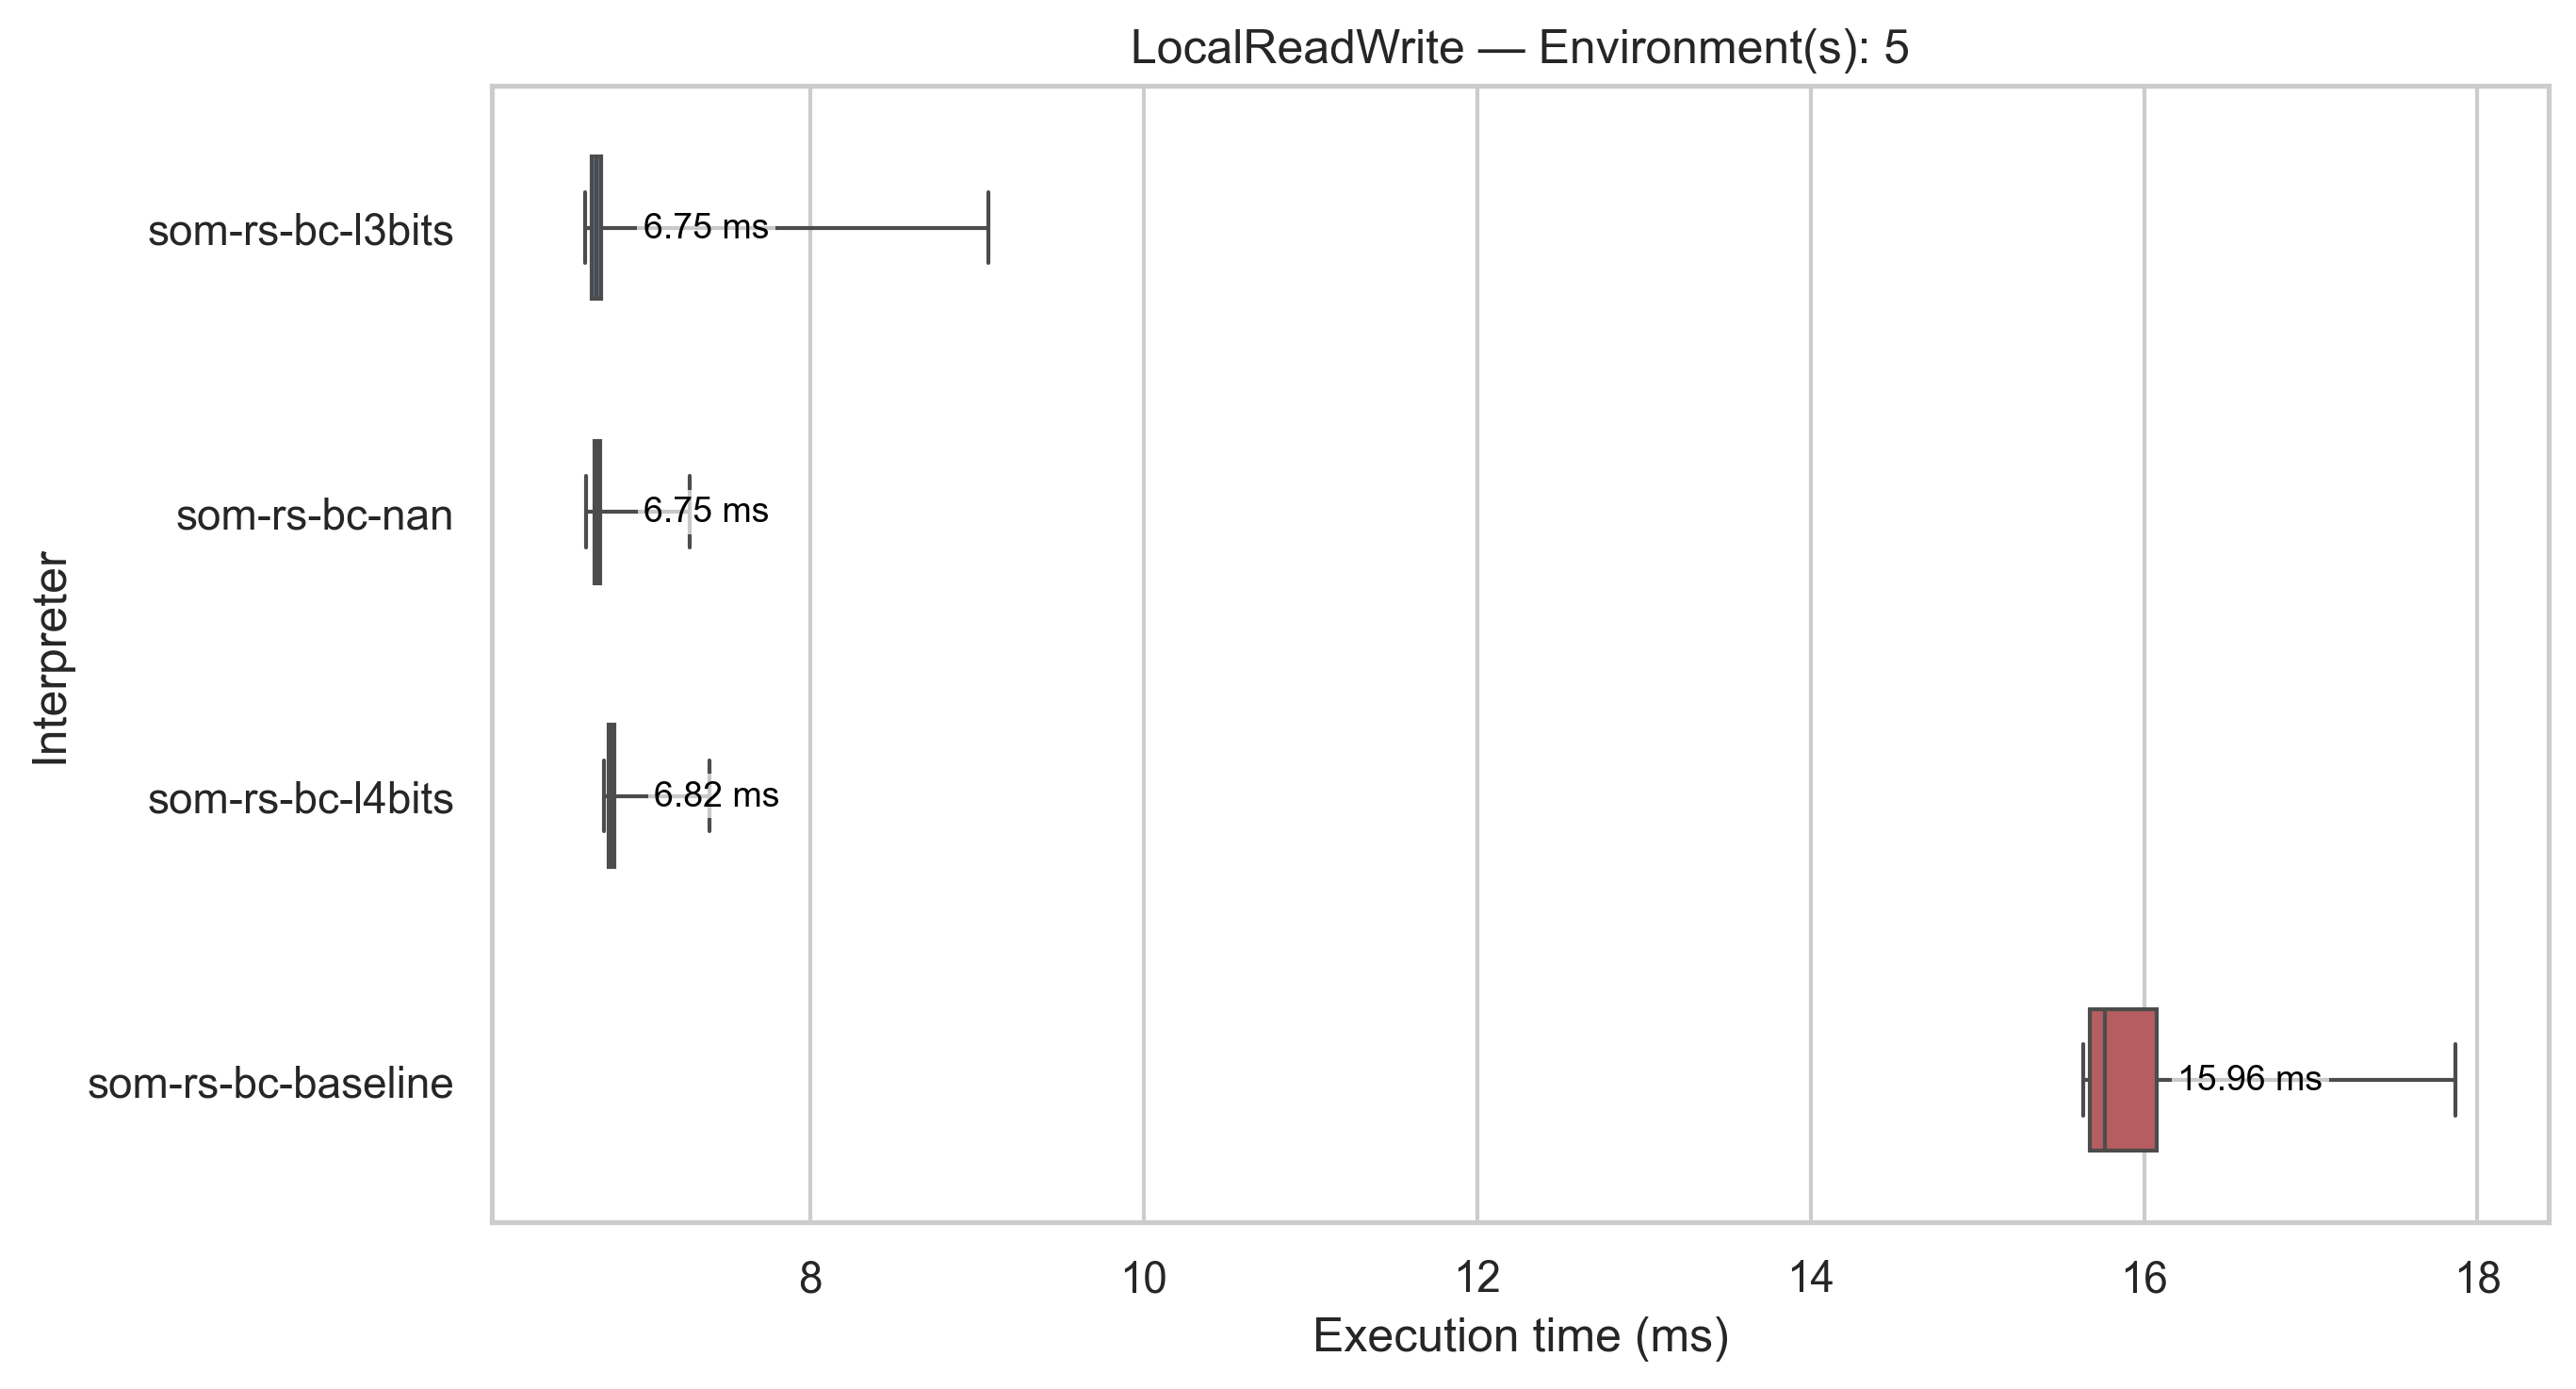 LocalReadWrite — Environment(s): 5
som-rs-bc-l3bits
6.75 ms
som-rs-bc-nan
6.75 ms
som-rs-bc-l4bits
6.82 ms
som-rs-bc-baseline
15.96 ms
Interpreter
8 10 12 14 16 18
Execution time (ms)